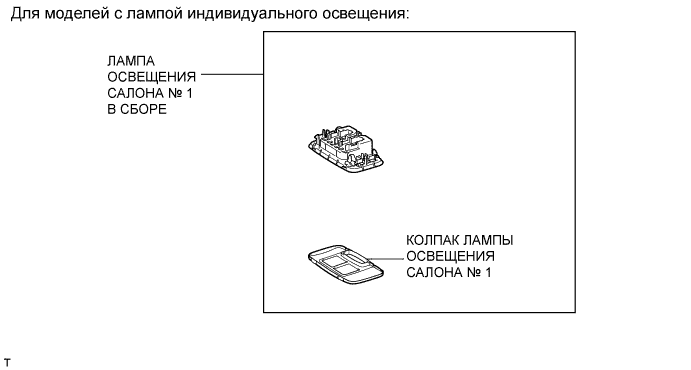 Для моделей с лампой индивидуального освещения:
ЛАМПА
ОСВЕЩЕНИЯ
САЛОНА № 1
В СБОРЕ
КОЛПАК ЛАМПЫ
ОСВЕЩЕНИЯ
САЛОНА № 1
т